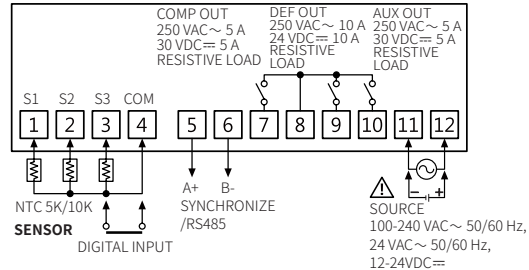 COMP OUT
250 VAC～ 5 A
30 VDC⎓ 5 A
RESISTIVE LOAD
DEF OUT
250 VAC～ 10 A
24 VDC⎓ 10 A
RESISTIVE
LOAD
AUX OUT
250 VAC～ 5 A
30 VDC⎓ 5 A
RESISTIVE
LOAD
S1 S2 S3 COM
1 2 3 4 5 6 7 8 9 10 11 12
NTC 5K/10K
SENSOR
DIGITAL INPUT
A+ B-
SYNCHRONIZE
/RS485
− +
SOURCE
100-240 VAC～ 50/60 Hz,
24 VAC～ 50/60 Hz,
12-24VDC⎓